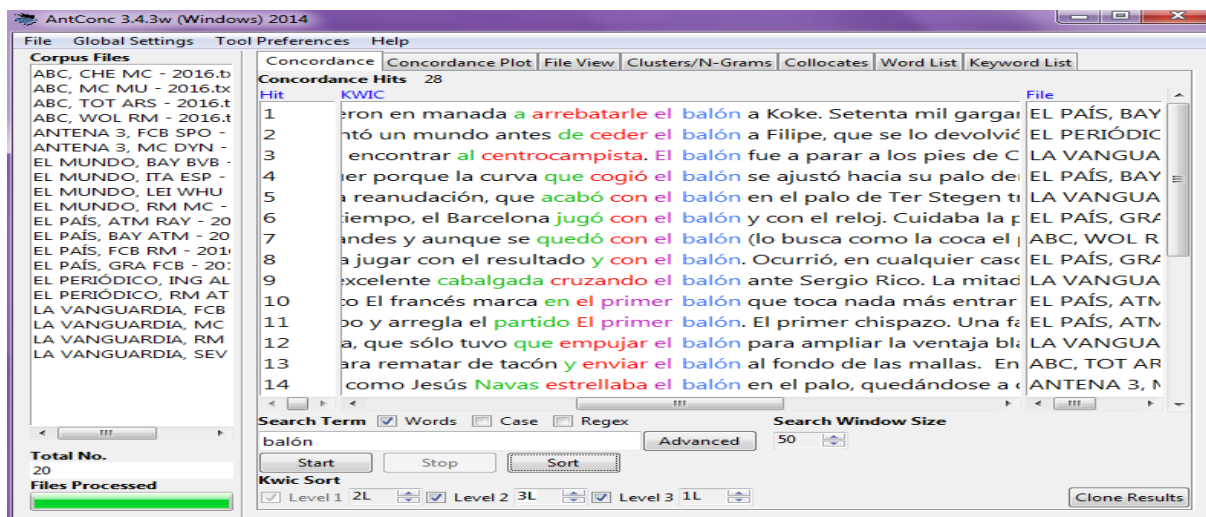 AntConc 3.4.3w (Windows) 2014
File Global Settings Tool Preferences Help
Corpus Files
ABC, CHE MC - 2016.t
ABC, MC MU - 2016.tx
ABC, TOT ARS - 2016.t
ABC, WOL RM - 2016.t
ANTENA 3, FCB SPO -
ANTENA 3, MC DYN -
EL MUNDO, BAY BVB -
EL MUNDO, ITA ESP -
EL MUNDO, LEI WHU
EL MUNDO, RM MC -
EL PAÍS, ATM RAY - 20
EL PAÍS, BAY ATM - 20
EL PAÍS, FCB RM - 201
EL PAÍS, GRA FCB - 201
EL PERIÓDICO, ING AL
EL PERIÓDICO, RM AT
LA VANGUARDIA, FCB
LA VANGUARDIA, MC
LA VANGUARDIA, RM
LA VANGUARDIA, SEV
Total No.
20
Files Processed
Concordance Concordance Plot File View Clusters/N-Grams Collocates Word List Keyword List
Concordance Hits 28
Hit KWIC File
1 eron en manada a arrebatarle el balón a Koke. Setenta mil gargar EL PAÍS, BAY
2 ntó un mundo antes de ceder el balón a Filipe, que se lo devolvió EL PERIÓDIC
3 encontrar al centrocampista. El balón fue a parar a los pies de C LA VANGUA
4 er porque la curva que cogió el balón se ajustó hacia su palo de EL PAÍS, BAY
5 a reanudación, que acabó con el balón en el palo de Ter Stegen t LA VANGUA
6 tiempo, el Barcelona jugó con el balón y con el reloj. Cuidaba la p EL PAÍS, GRA
7 andes y aunque se quedó con el balón (lo busca como la coca el ABC, WOL R
8 a jugar con el resultado y con el balón. Ocurrió, en cualquier caso EL PAÍS, GRA
9 excelente cabalgada cruzando el balón ante Sergio Rico. La mitad LA VANGUA
10 co El francés marca en el primer balón que toca nada más entrar EL PAÍS, ATM
11 po y arregla el partido El primer balón. El primer chispazo. Una fa EL PAÍS, ATM
12 a, que sólo tuvo que empujar el balón para ampliar la ventaja bla LA VANGUA
13 ara rematar de tacón y enviar el balón al fondo de las mallas. En ABC, TOT AR
14 como Jesús Navas estrellaba el balón en el palo, quedándose a ANTENA 3, M
Search Term Words Case Regex Search Window Size
balón Advanced 50
Start Stop Sort
Kwic Sort
Level 1 2L Level 2 3L Level 3 1L Clone Results